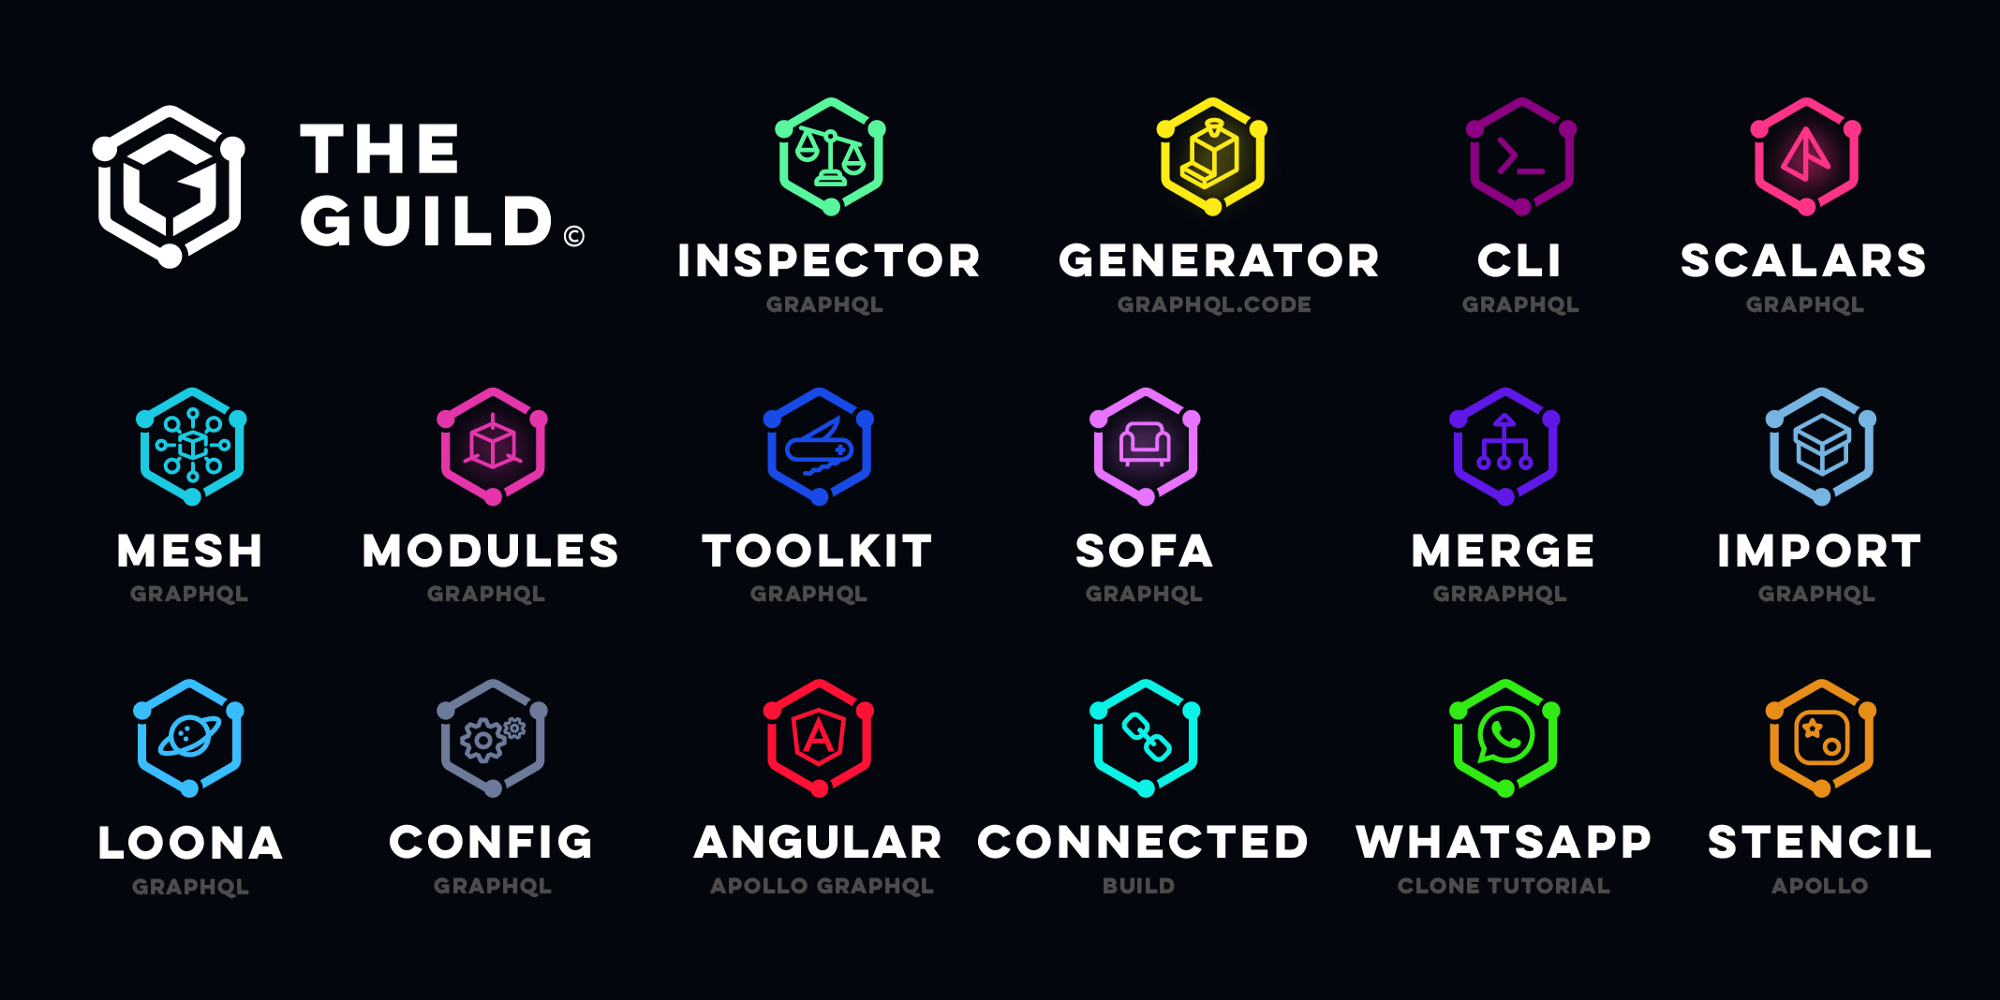 THE
GUILD©
INSPECTOR
GRAPHQL
GENERATOR
GRAPHQL.CODE
CLI
GRAPHQL
SCALARS
GRAPHQL
MESH
GRAPHQL
MODULES
GRAPHQL
TOOLKIT
GRAPHQL
SOFA
GRAPHQL
MERGE
GRRAPHQL
IMPORT
GRAPHQL
LOONA
GRAPHQL
CONFIG
GRAPHQL
ANGULAR
APOLLO GRAPHQL
CONNECTED
BUILD
WHATSAPP
CLONE TUTORIAL
STENCIL
APOLLO